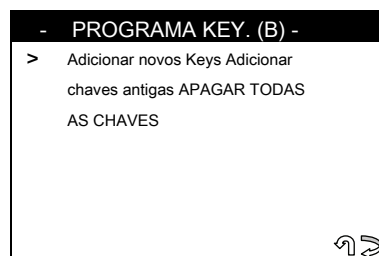 - PROGRAMA KEY. (B) -
> Adicionar novos Keys Adicionar
chaves antigas APAGAR TODAS
AS CHAVES